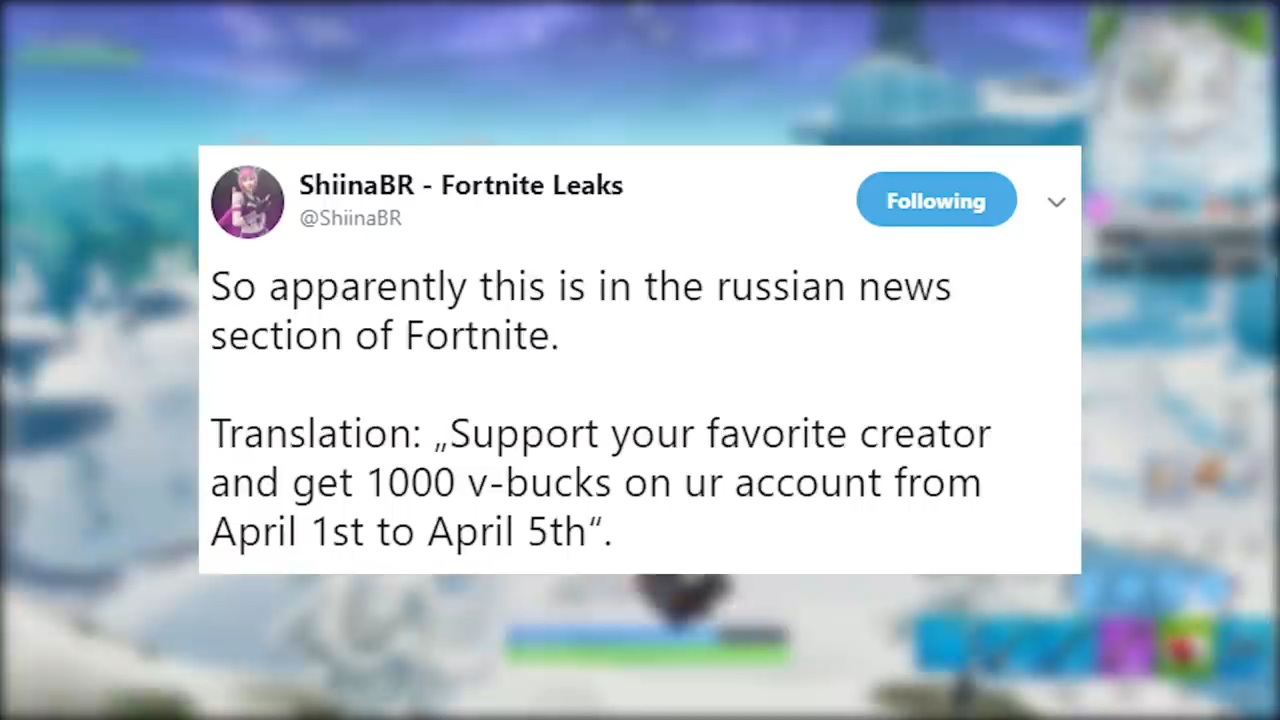 ShiinaBR - Fortnite Leaks
@ShiinaBR
Following
So apparently this is in the russian news
section of Fortnite.
Translation: „Support your favorite creator
and get 1000 v-bucks on ur account from
April 1st to April 5th“.